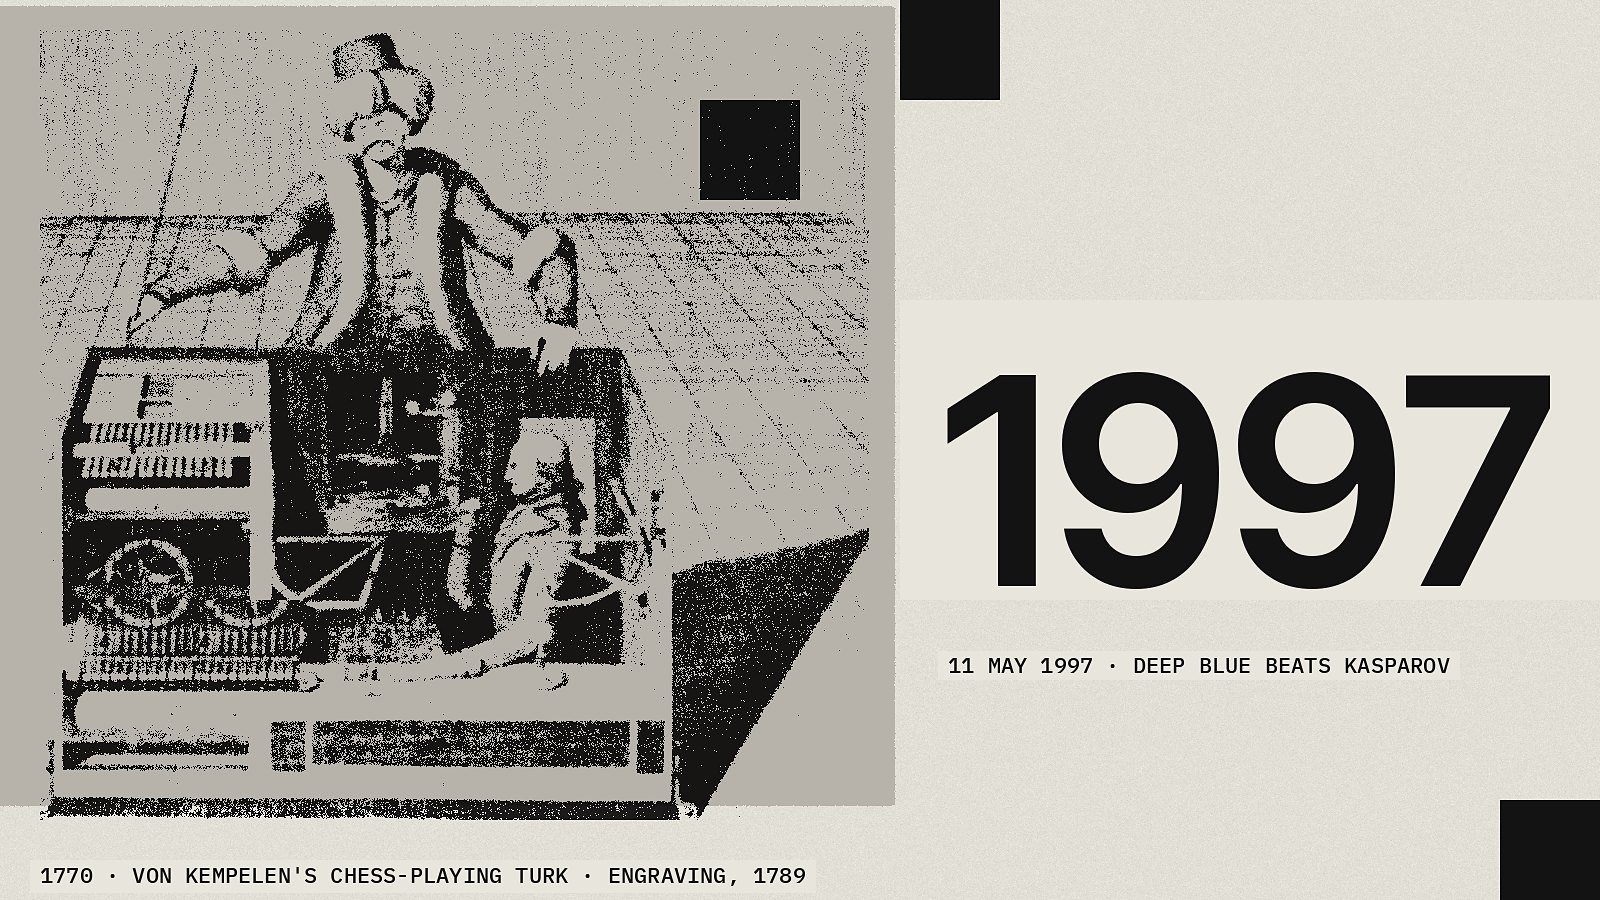 1997
11 MAY 1997 · DEEP BLUE BEATS KASPAROV
1770 · VON KEMPELEN'S CHESS-PLAYING TURK · ENGRAVING, 1789